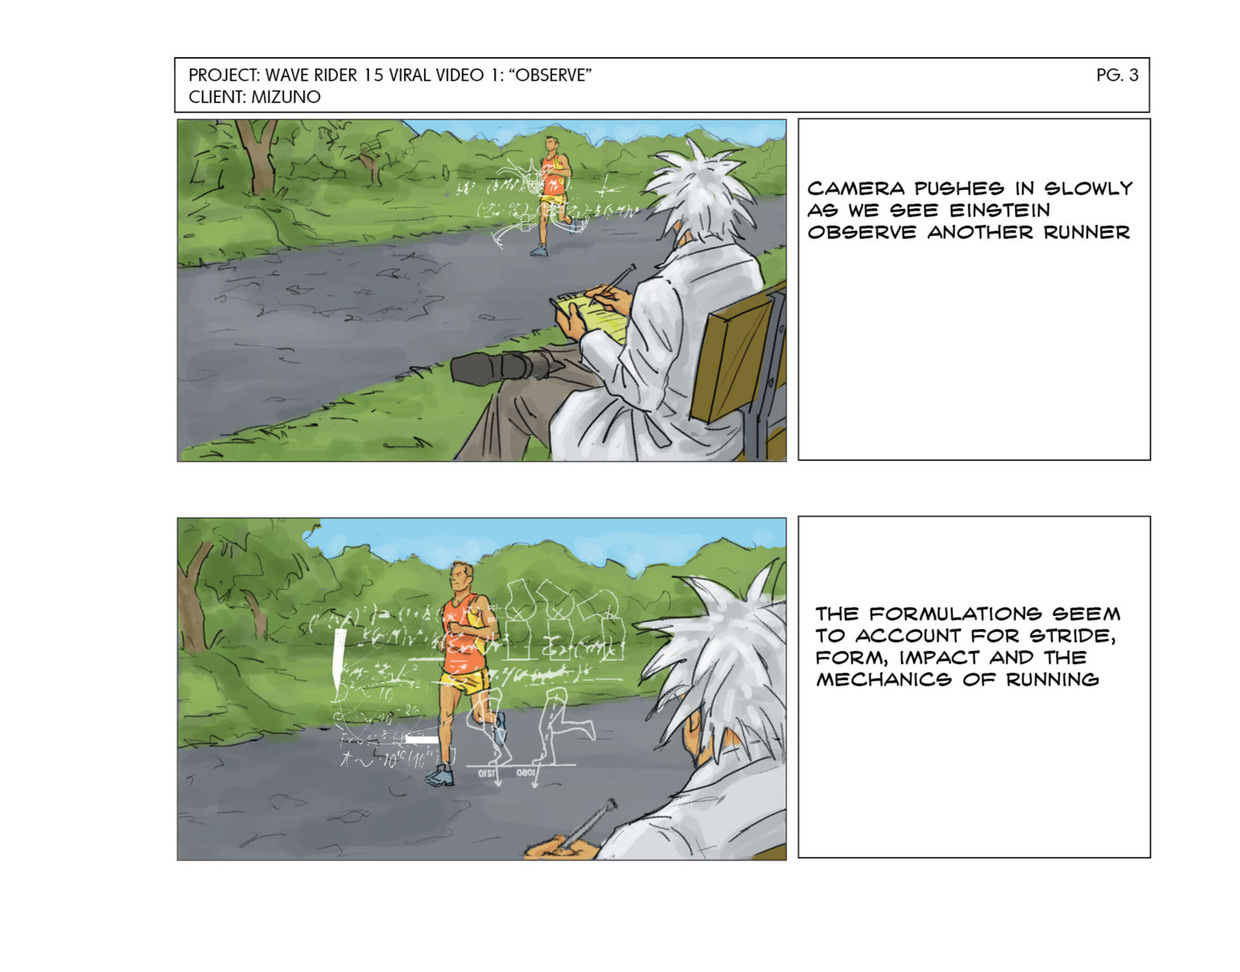 PROJECT: WAVE RIDER 15 VIRAL VIDEO 1: “OBSERVE”
PG. 3
CLIENT: MIZUNO
CAMERA PUSHES IN SLOWLY
AS WE SEE EINSTEIN
OBSERVE ANOTHER RUNNER
THE FORMULATIONS SEEM
TO ACCOUNT FOR STRIDE,
FORM, IMPACT AND THE
MECHANICS OF RUNNING